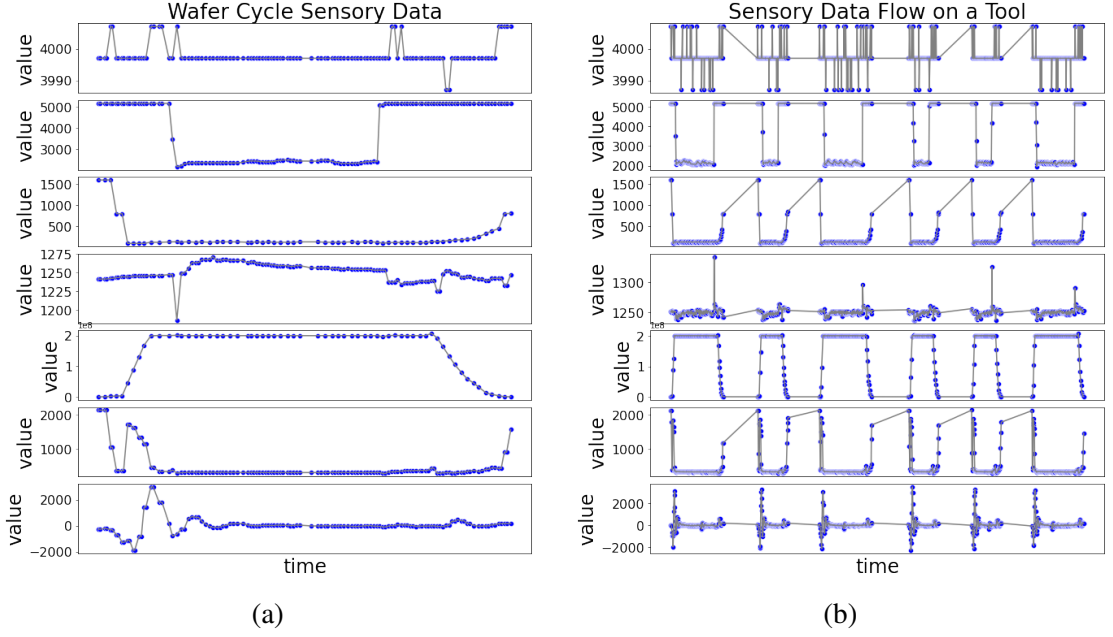 Wafer Cycle Sensory Data
value
4000
3990
value
5000
4000
3000
value
1500
1000
500
value
1275
1250
1225
1200
1e8
value
2
1
0
value
2000
1000
value
2000
0
−2000
time
(a)
Sensory Data Flow on a Tool
value
4000
3990
value
5000
4000
3000
2000
value
1500
1000
500
value
1300
1250
1e8
value
2
1
0
value
2000
1000
value
2000
0
−2000
time
(b)